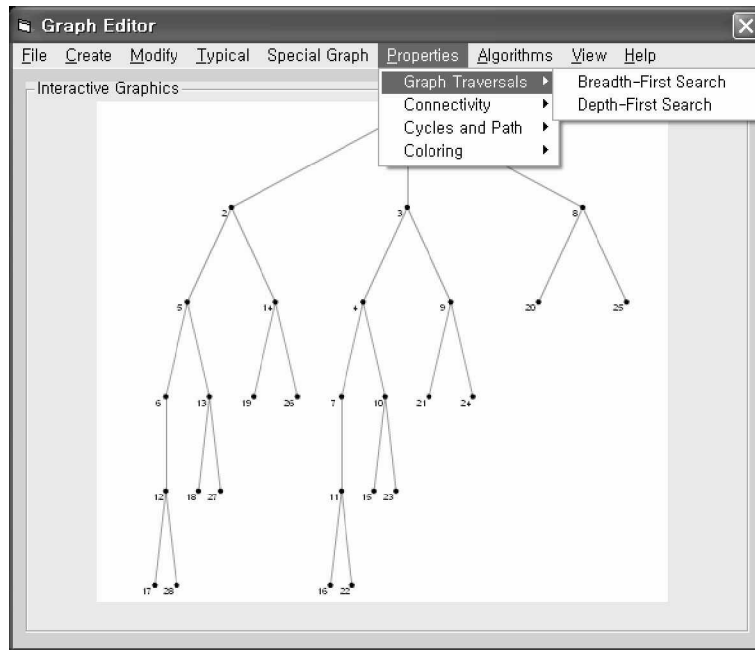 Graph Editor
File Create Modify Typical Special Graph Properties Algorithms View Help
Interactive Graphics
Graph Traversals
Connectivity
Cycles and Path
Coloring
Breadth-First Search
Depth-First Search
2 3 8
5 14 4 9 20 25
6 13 19 26 7 10 21 24
12 18 27 11 15 23
17 28 16 22